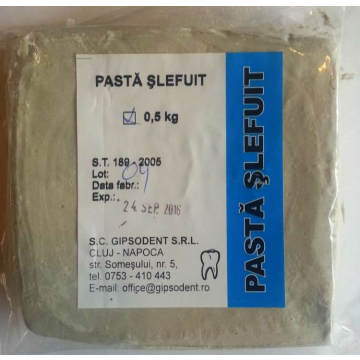 PASTĂ ŞLEFUIT
0,5 kg
S.T. 189 - 2005
Lot: 09
Data fabr.:
Exp.:
24. SEP. 2016
S.C. GIPSODENT S.R.L.
CLUJ - NAPOCA
str. Someşului, nr. 5,
tel. 0753 - 410 443
E-mail: office@gipsodent.ro
PASTĂ ŞLEFUIT